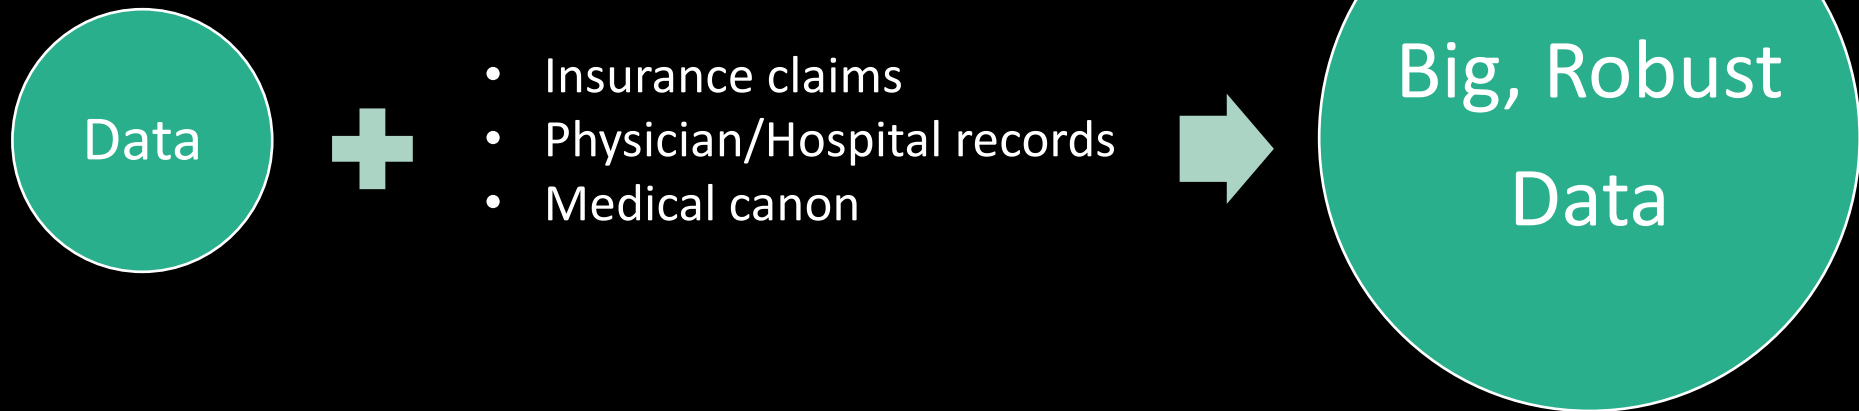 Data
• Insurance claims
• Physician/Hospital records
• Medical canon
Big, Robust
Data